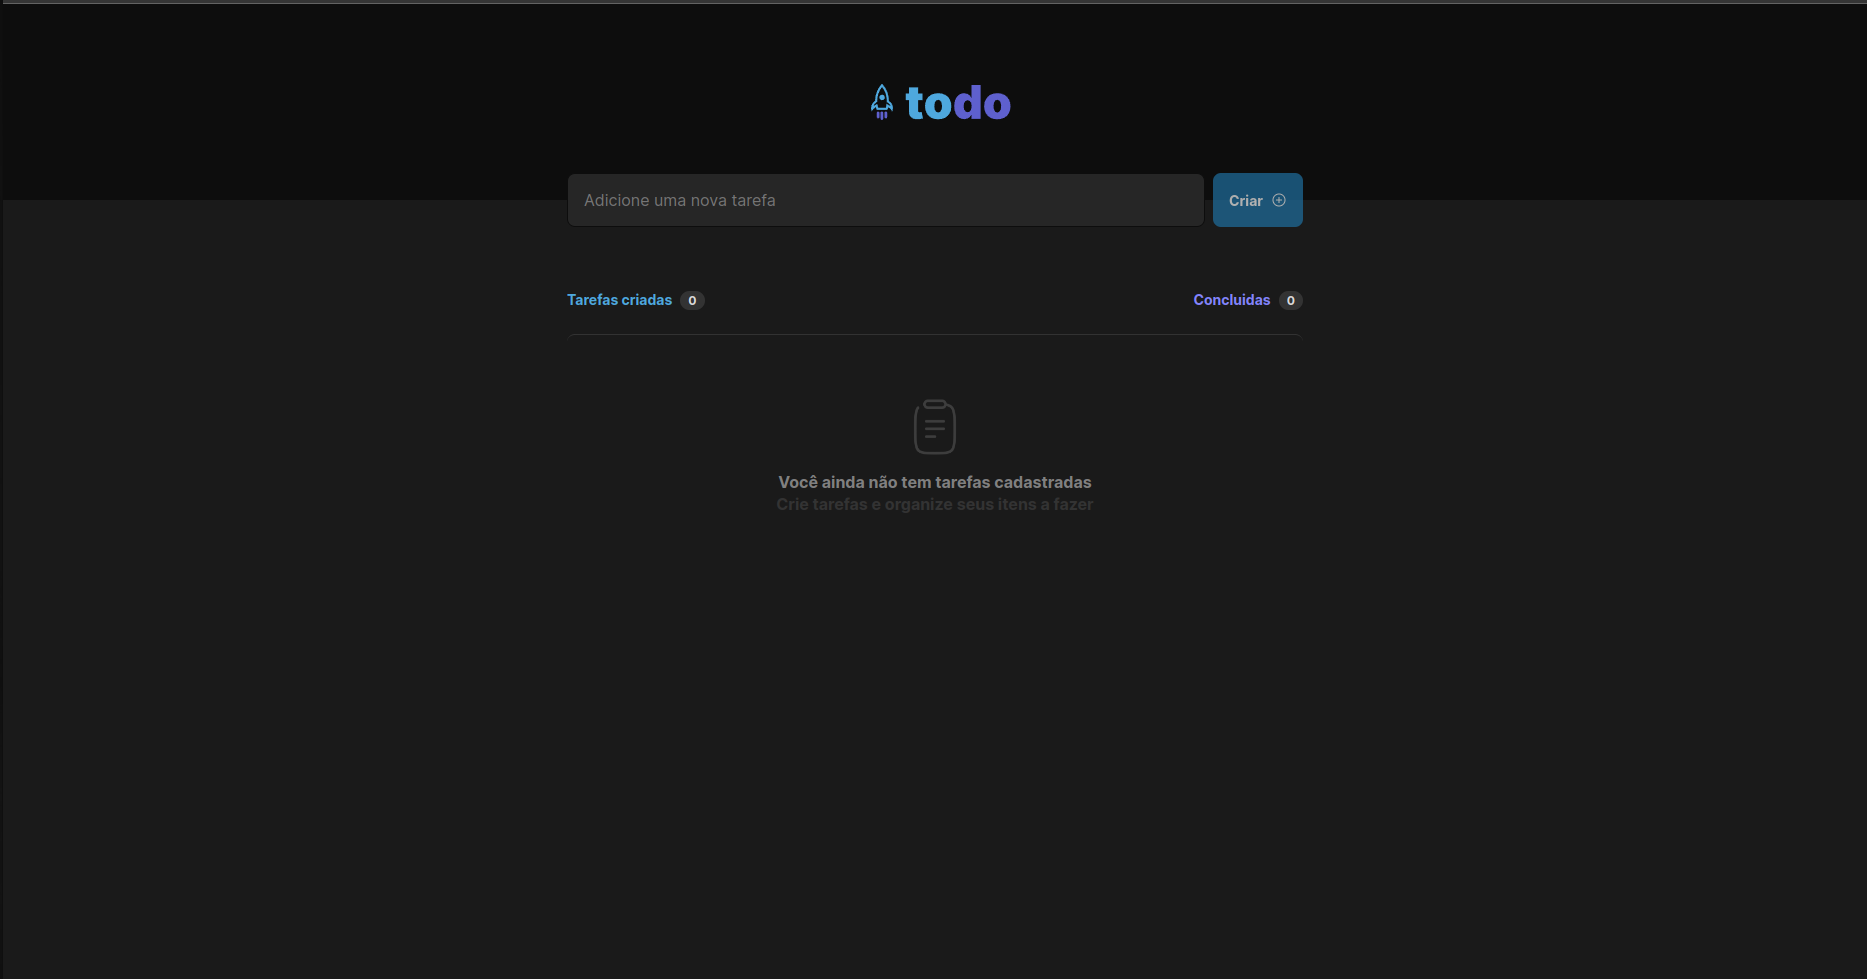 todo
Adicione uma nova tarefa
Criar
Tarefas criadas 0
Concluidas 0
Você ainda não tem tarefas cadastradas
Crie tarefas e organize seus itens a fazer